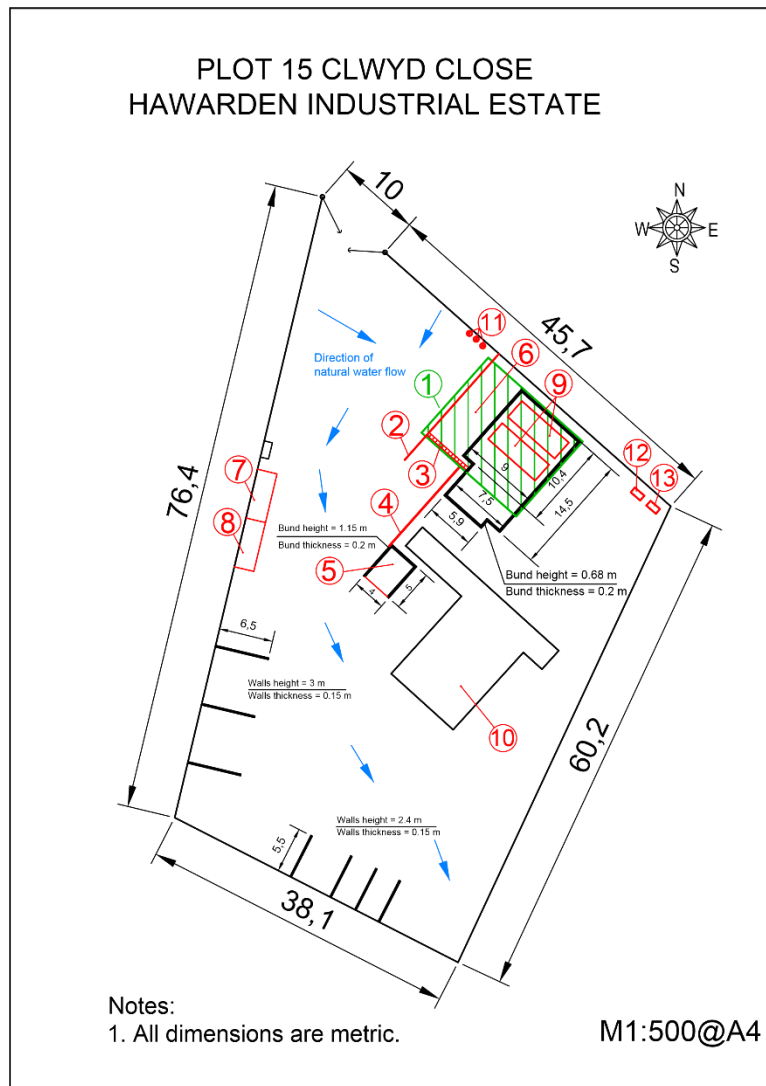 PLOT 15 CLWYD CLOSE
HAWARDEN INDUSTRIAL ESTATE
10
N
W E
S
45,7
11
6
Direction of
natural water flow
1
9
2
3
12
13
9
10,4
76,4
7
7,5
14,5
4
5,9
8
Bund height = 1.15 m
Bund thickness = 0.2 m
5
Bund height = 0.68 m
Bund thickness = 0.2 m
4
5
6,5
Walls height = 3 m
Walls thickness = 0.15 m
10
60,2
Walls height = 2.4 m
Walls thickness = 0.15 m
5,5
38,1
Notes:
1. All dimensions are metric.
M1:500@A4